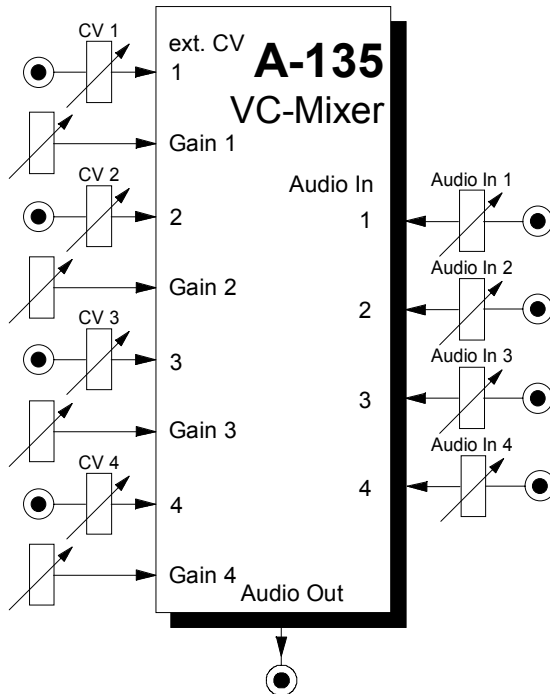 CV 1
ext. CV
A-135
1
VC-Mixer
Gain 1
CV 2
Audio In
Audio In 1
2
1
Audio In 2
Gain 2
2
CV 3
Audio In 3
3
3
Gain 3
Audio In 4
CV 4
4
4
Gain 4
Audio Out